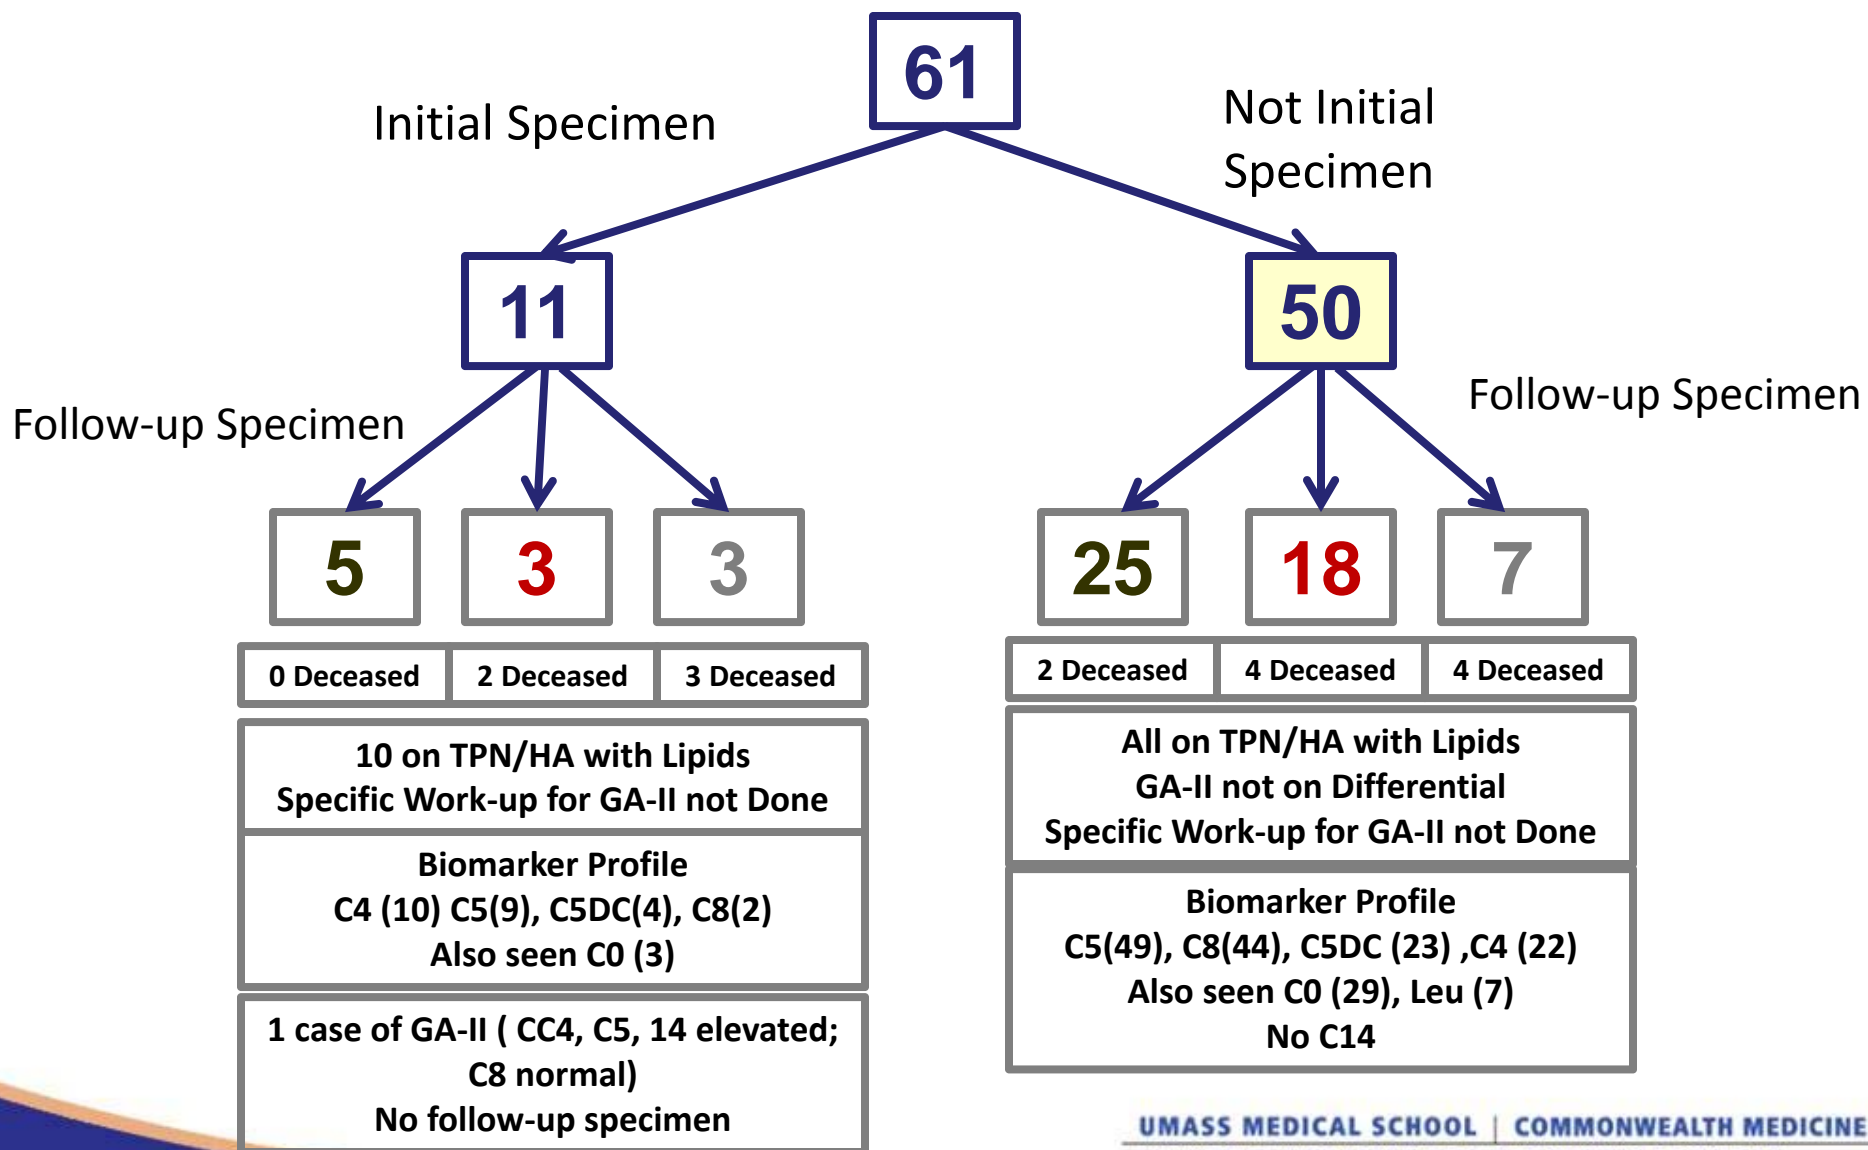 61
Initial Specimen
Not Initial
Specimen
11
50
Follow-up Specimen
Follow-up Specimen
5
3
3
25
18
7
0 Deceased
2 Deceased
3 Deceased
2 Deceased
4 Deceased
4 Deceased
10 on TPN/HA with Lipids
Specific Work-up for GA-II not Done
Biomarker Profile
C4 (10) C5(9), C5DC(4), C8(2)
Also seen C0 (3)
1 case of GA-II ( CC4, C5, 14 elevated;
C8 normal)
No follow-up specimen
All on TPN/HA with Lipids
GA-II not on Differential
Specific Work-up for GA-II not Done
Biomarker Profile
C5(49), C8(44), C5DC (23) ,C4 (22)
Also seen C0 (29), Leu (7)
No C14
UMASS MEDICAL SCHOOL | COMMONWEALTH MEDICINE